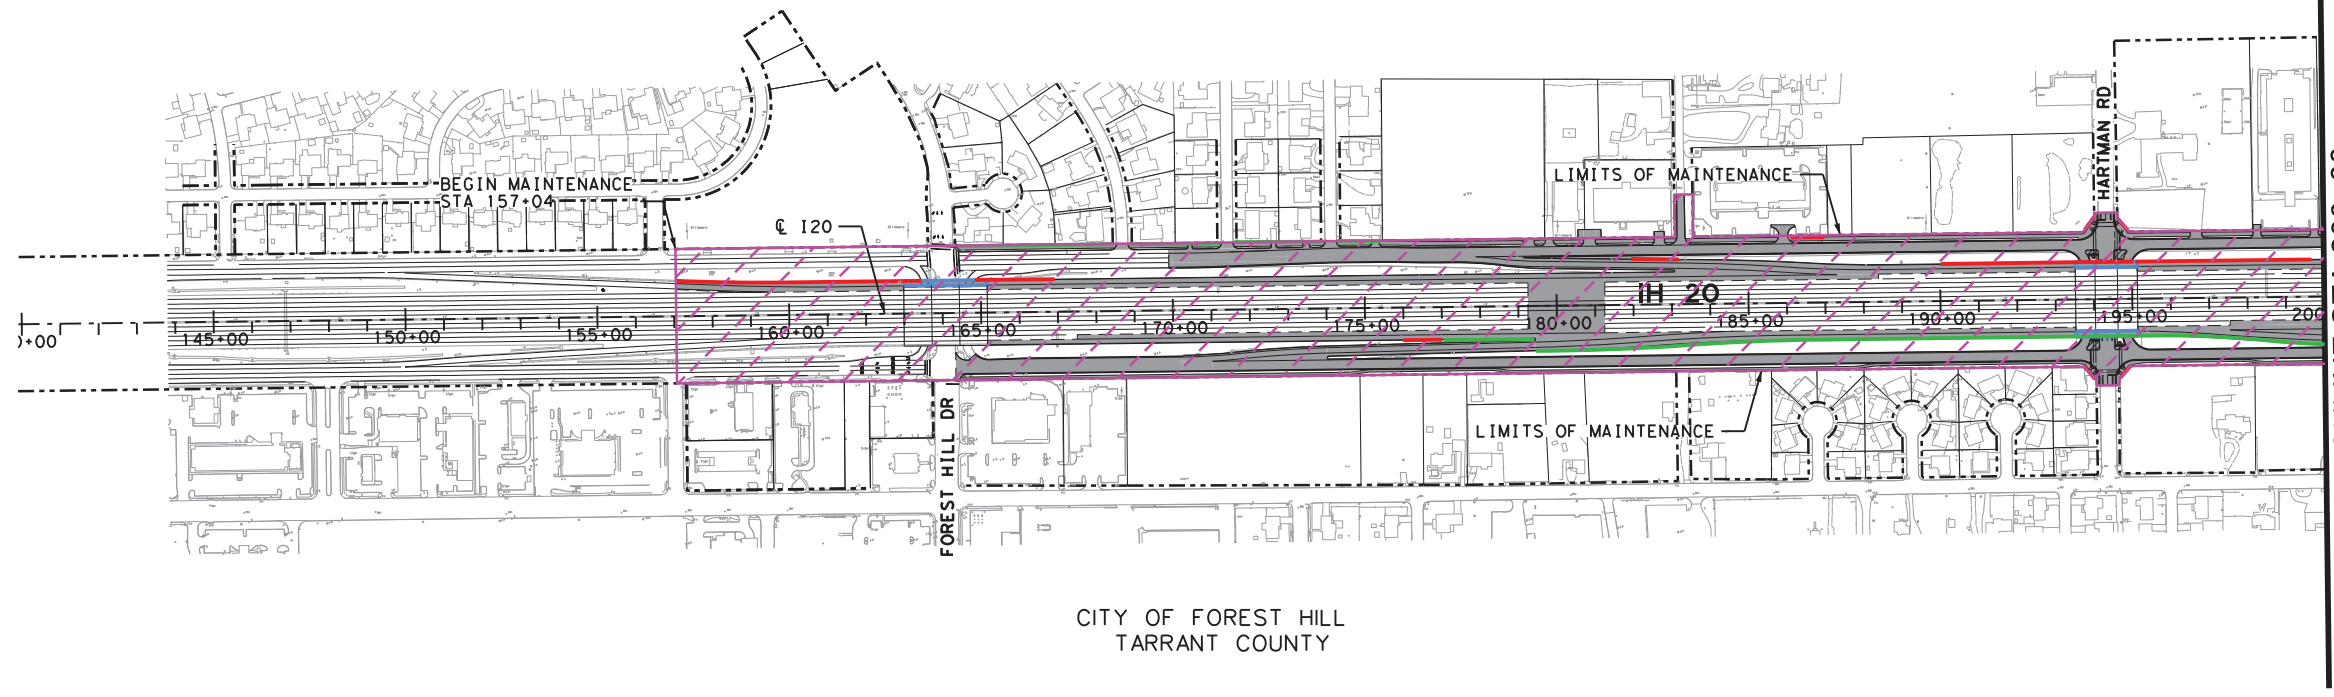 HARTMAN RD
BEGIN MAINTENANCE
STA 157+04
LIMITS OF MAINTENANCE
℄ I20
IH 20
+00
145+00
150+00
155+00
160+00
165+00
170+00
175+00
180+00
185+00
190+00
195+00
200
FOREST HILL DR
LIMITS OF MAINTENANCE
CITY OF FOREST HILL
TARRANT COUNTY